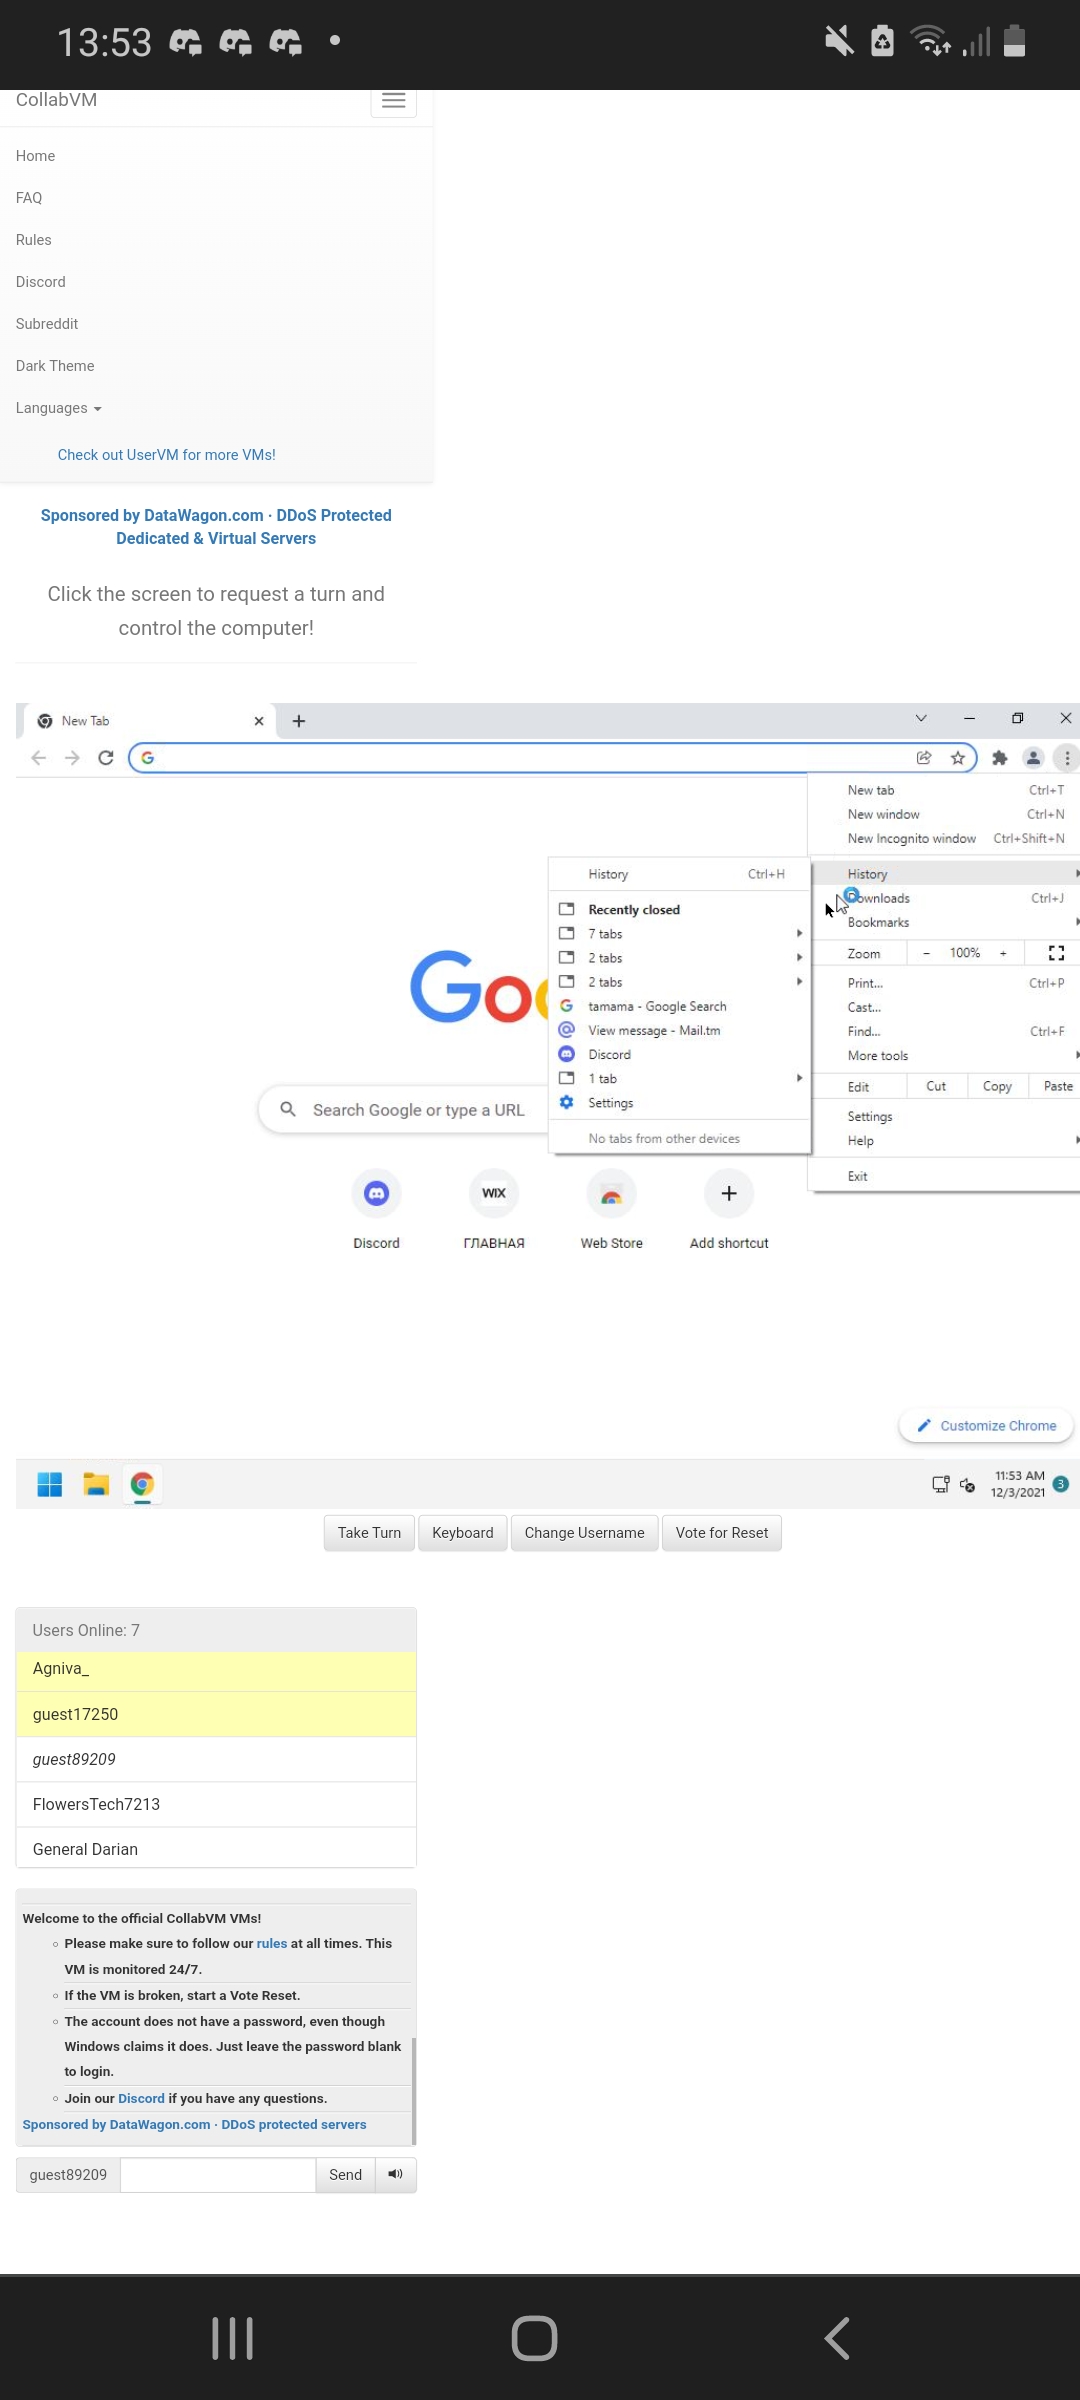 13:53
CollabVM
Home
FAQ
Rules
Discord
Subreddit
Dark Theme
Languages
Check out UserVM for more VMs!
Sponsored by DataWagon.com · DDoS Protected
Dedicated & Virtual Servers
Click the screen to request a turn and
control the computer!
New Tab
New tab Ctrl+T
New window Ctrl+N
New Incognito window Ctrl+Shift+N
History
Downloads Ctrl+J
Bookmarks
Zoom − 100% +
Print... Ctrl+P
Cast...
Find... Ctrl+F
More tools
Edit Cut Copy Paste
Settings
Help
Exit
History Ctrl+H
Recently closed
7 tabs
2 tabs
2 tabs
tamama - Google Search
View message - Mail.tm
Discord
1 tab
Settings
No tabs from other devices
Goo
Search Google or type a URL
WIX
Discord ГЛАВНАЯ Web Store Add shortcut
Customize Chrome
11:53 AM
12/3/2021
3
Take Turn Keyboard Change Username Vote for Reset
Users Online: 7
Agniva_
guest17250
guest89209
FlowersTech7213
General Darian
Welcome to the official CollabVM VMs!
Please make sure to follow our rules at all times. This
VM is monitored 24/7.
If the VM is broken, start a Vote Reset.
The account does not have a password, even though
Windows claims it does. Just leave the password blank
to login.
Join our Discord if you have any questions.
Sponsored by DataWagon.com · DDoS protected servers
guest89209 Send